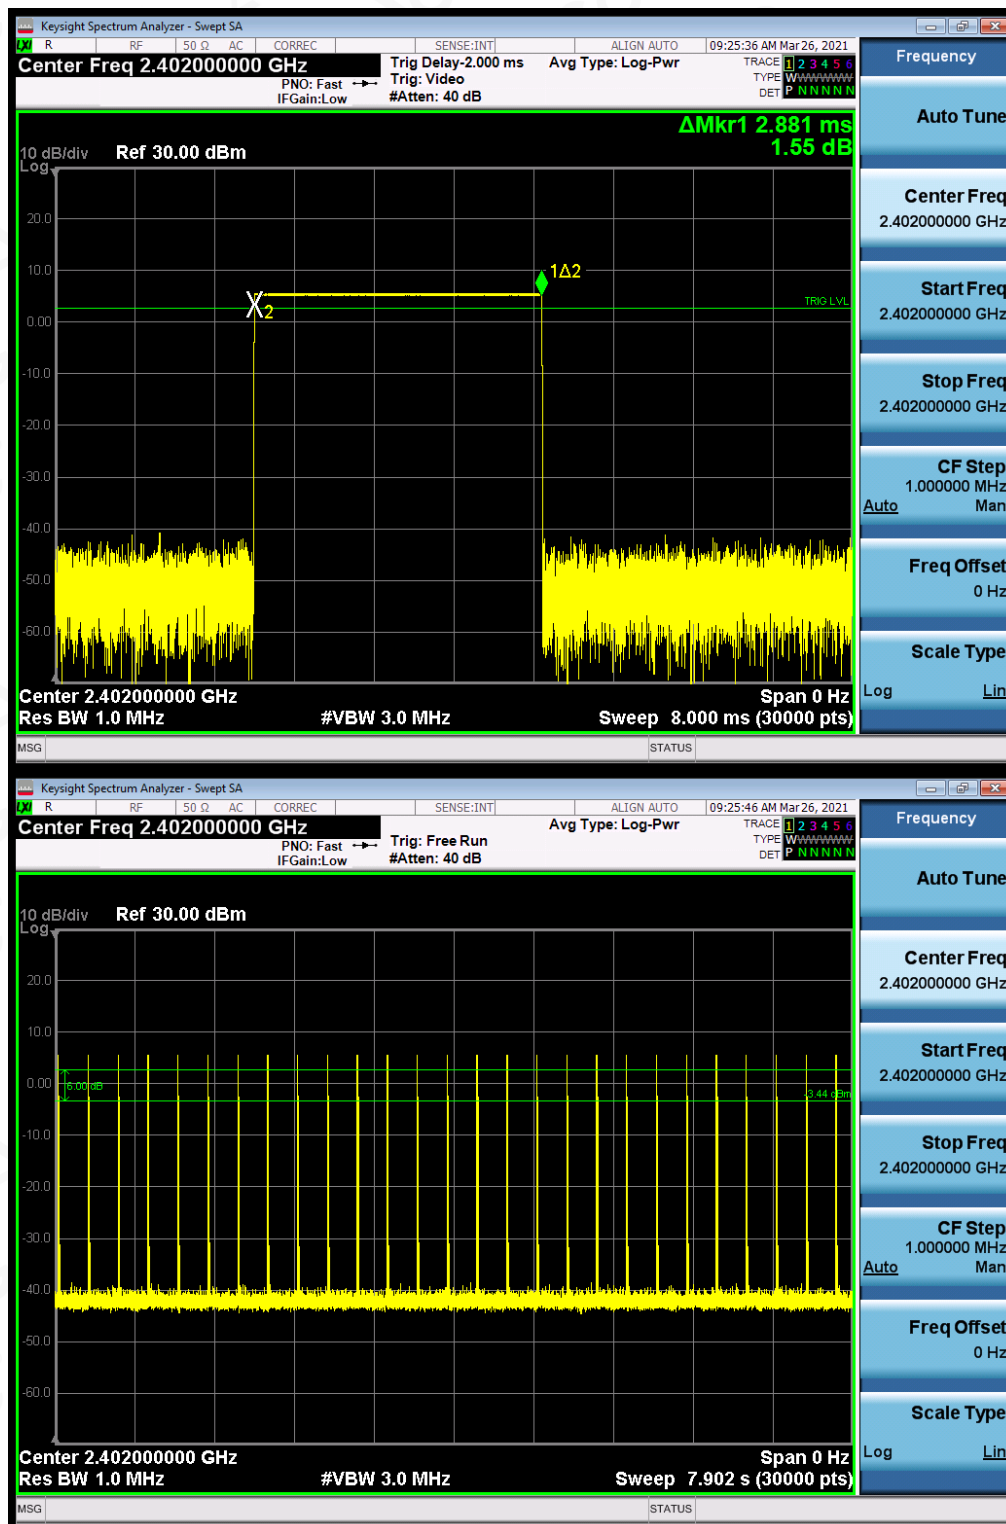 Keysight Spectrum Analyzer - Swept SA
LXI R RF 50 Ω AC CORREC SENSE:INT ALIGN AUTO 09:25:36 AM Mar 26, 2021
Center Freq 2.402000000 GHz
PNO: Fast
IFGain:Low
Trig Delay-2.000 ms
Trig: Video
#Atten: 40 dB
Avg Type: Log-Pwr
TRACE 1 2 3 4 5 6
TYPE WWWWWW
DET P N N N N N
ΔMkr1 2.881 ms
1.55 dB
10 dB/div Ref 30.00 dBm
Log
20.0
10.0
1Δ2
TRIG LVL
X2
0.00
-10.0
-20.0
-30.0
-40.0
-50.0
-60.0
Center 2.402000000 GHz Span 0 Hz
Res BW 1.0 MHz #VBW 3.0 MHz Sweep 8.000 ms (30000 pts)
MSG STATUS
Frequency
Auto Tune
Center Freq
2.402000000 GHz
Start Freq
2.402000000 GHz
Stop Freq
2.402000000 GHz
CF Step
1.000000 MHz
Auto Man
Freq Offset
0 Hz
Scale Type
Log Lin
Keysight Spectrum Analyzer - Swept SA
LXI R RF 50 Ω AC CORREC SENSE:INT ALIGN AUTO 09:25:46 AM Mar 26, 2021
Center Freq 2.402000000 GHz
PNO: Fast
IFGain:Low
Trig: Free Run
#Atten: 40 dB
Avg Type: Log-Pwr
TRACE 1 2 3 4 5 6
TYPE WWWWWW
DET P N N N N N
10 dB/div Ref 30.00 dBm
Log
20.0
10.0
0.00
6.00 dB
-3.44 dBm
-10.0
-20.0
-30.0
-40.0
-50.0
-60.0
Center 2.402000000 GHz Span 0 Hz
Res BW 1.0 MHz #VBW 3.0 MHz Sweep 7.902 s (30000 pts)
MSG STATUS
Frequency
Auto Tune
Center Freq
2.402000000 GHz
Start Freq
2.402000000 GHz
Stop Freq
2.402000000 GHz
CF Step
1.000000 MHz
Auto Man
Freq Offset
0 Hz
Scale Type
Log Lin